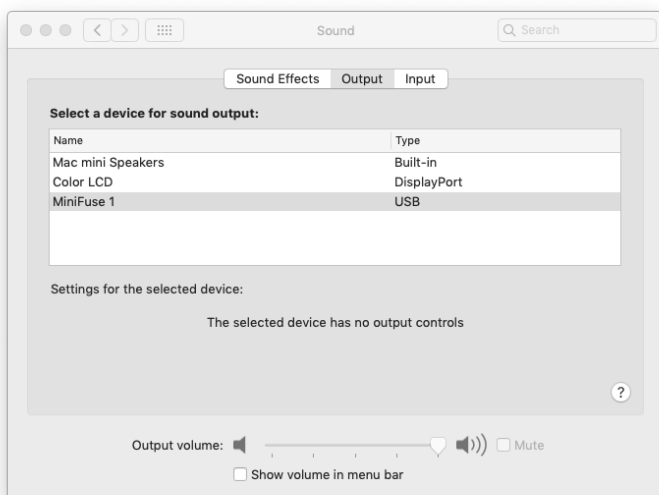 Sound
Search
Sound Effects Output Input
Select a device for sound output:
Name Type
Mac mini Speakers Built-in
Color LCD DisplayPort
MiniFuse 1 USB
Settings for the selected device:
The selected device has no output controls
?
Output volume: Mute
Show volume in menu bar